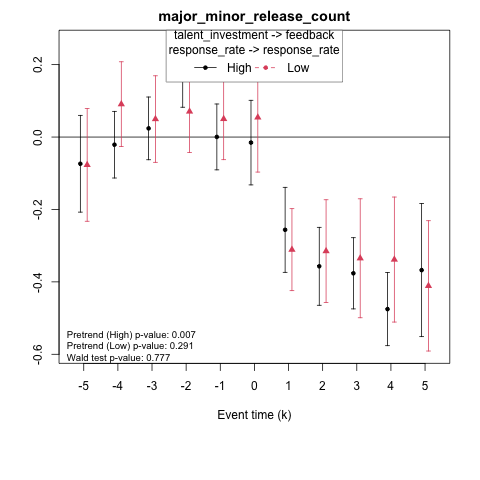 major_minor_release_count
talent_investment -> feedback
response_rate -> response_rate
High Low
0.2
0.0
-0.2
-0.4
-0.6
Pretrend (High) p-value: 0.007
Pretrend (Low) p-value: 0.291
Wald test p-value: 0.777
-5 -4 -3 -2 -1 0 1 2 3 4 5
Event time (k)